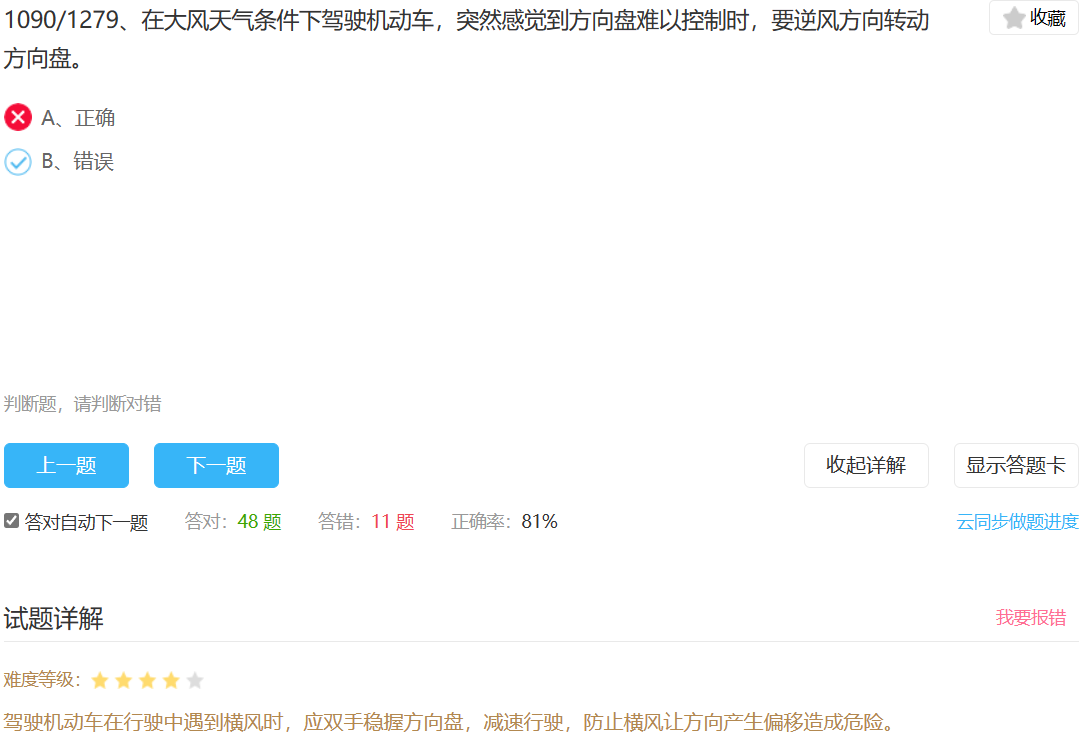 1090/1279、在大风天气条件下驾驶机动车，突然感觉到方向盘难以控制时，要逆风方向转动
收藏
方向盘。
A、正确
B、错误
判断题，请判断对错
上一题 下一题 收起详解 显示答题卡
答对自动下一题 答对：48 题 答错：11 题 正确率：81% 云同步做题进度
试题详解 我要报错
难度等级：
驾驶机动车在行驶中遇到横风时，应双手稳握方向盘，减速行驶，防止横风让方向产生偏移造成危险。